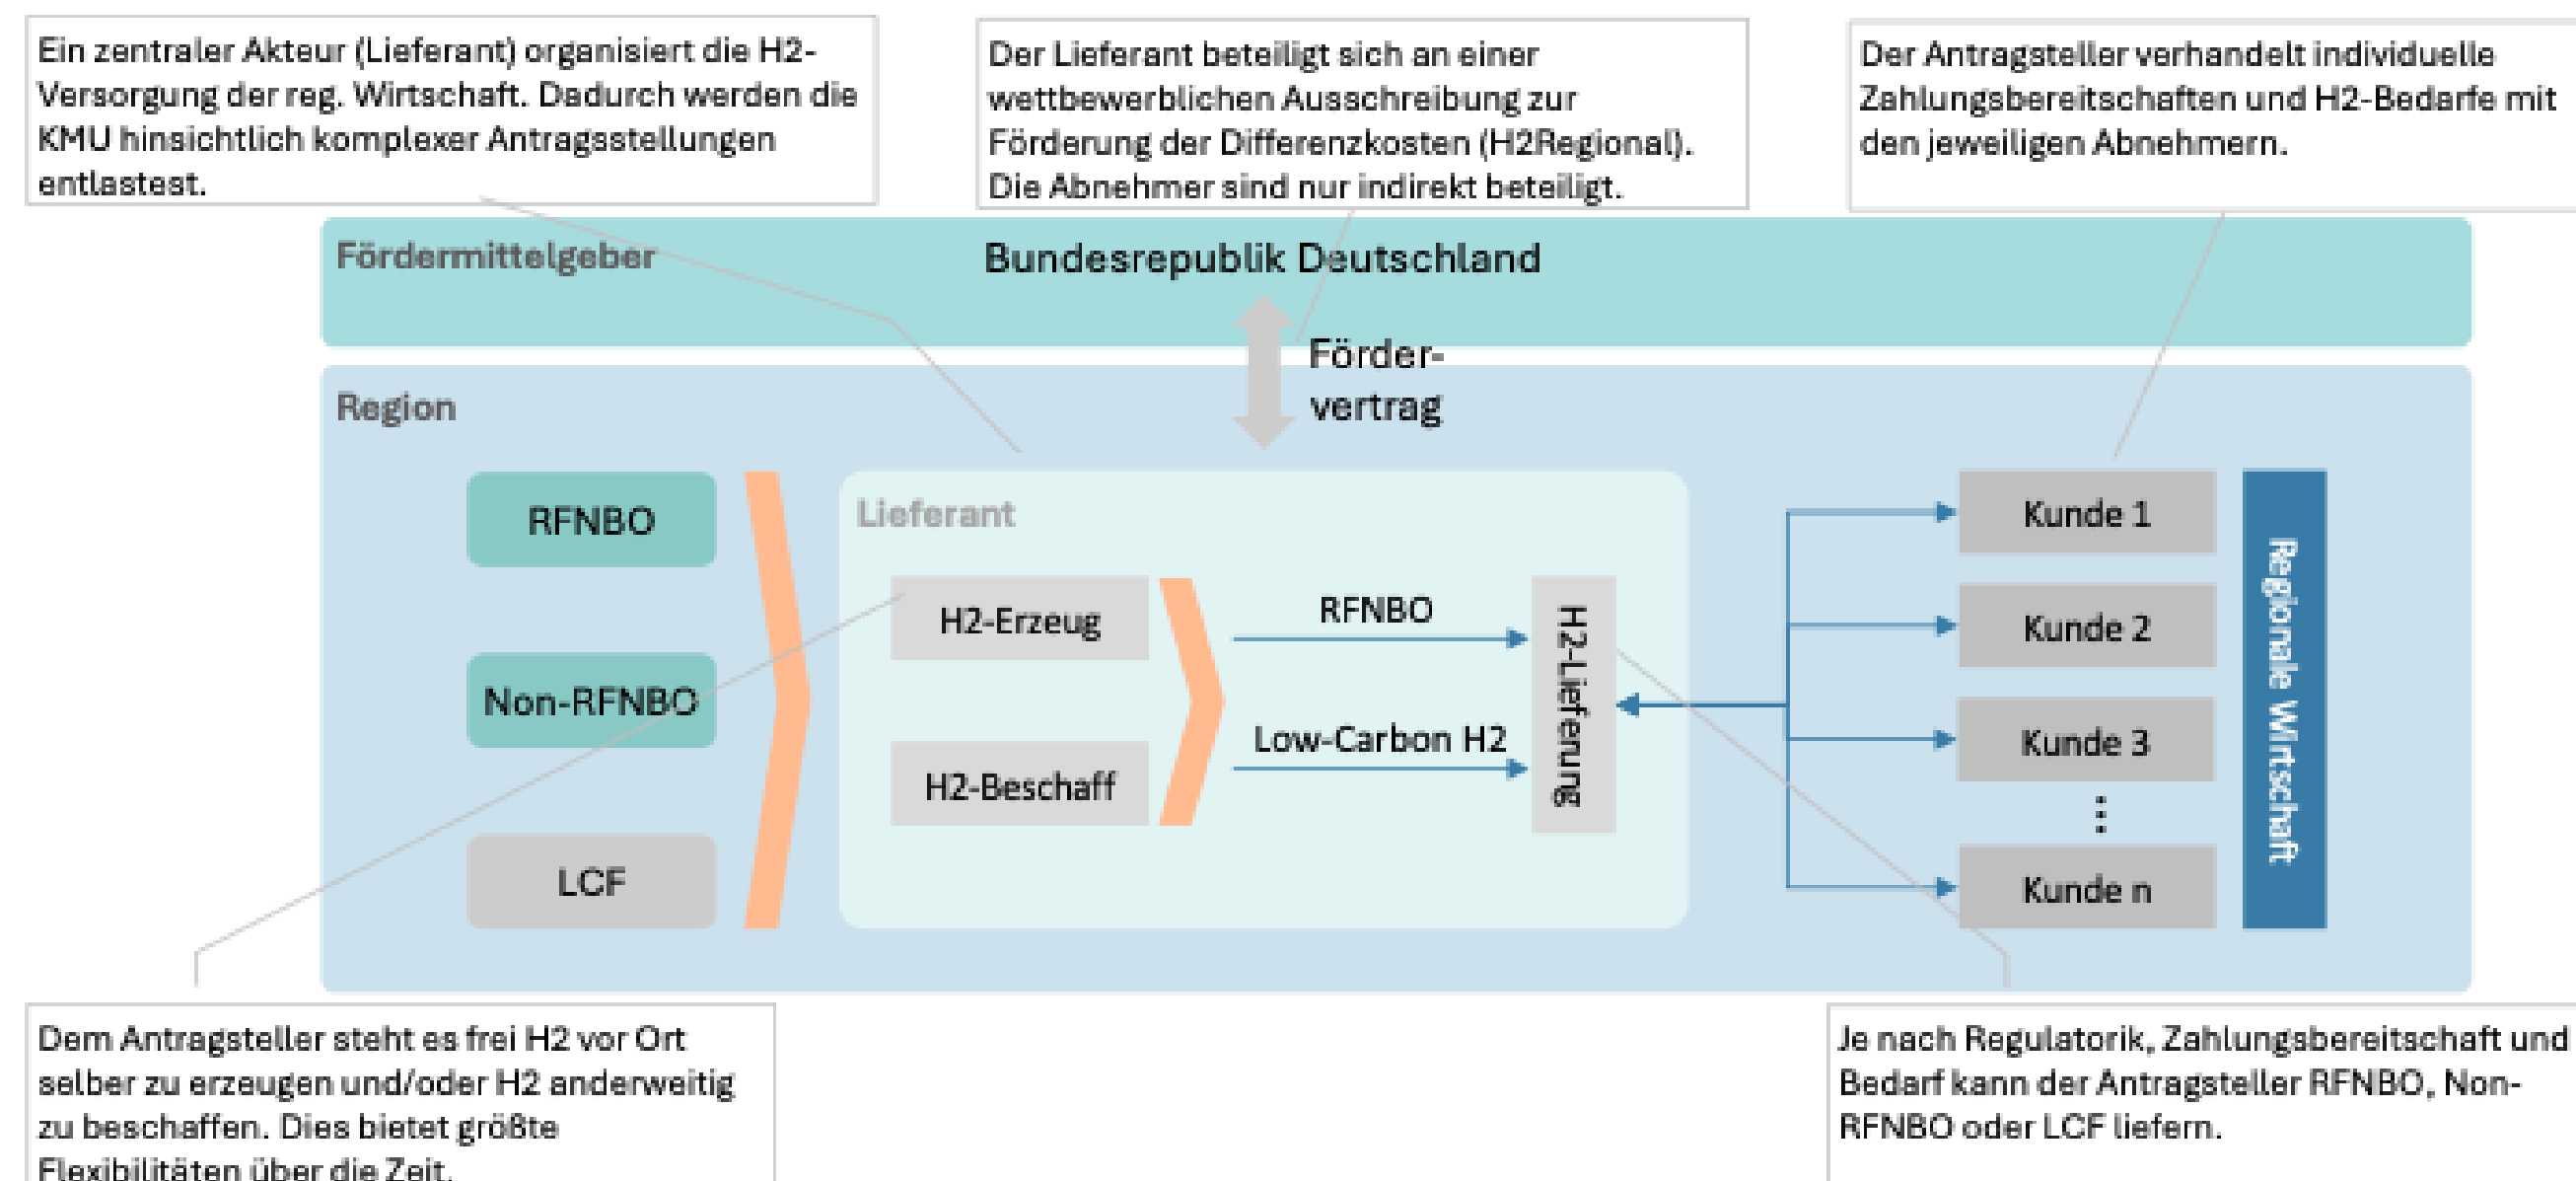 Ein zentraler Akteur (Lieferant) organisiert die H2-
Versorgung der reg. Wirtschaft. Dadurch werden die
KMU hinsichtlich komplexer Antragsstellungen
entlastest.
Der Lieferant beteiligt sich an einer
wettbewerblichen Ausschreibung zur
Förderung der Differenzkosten (H2Regional).
Die Abnehmer sind nur indirekt beteiligt.
Der Antragsteller verhandelt individuelle
Zahlungsbereitschaften und H2-Bedarfe mit
den jeweiligen Abnehmern.
Fördermittelgeber
Bundesrepublik Deutschland
Förder-
vertrag
Region
RFNBO
Non-RFNBO
LCF
Lieferant
H2-Erzeug
H2-Beschaff
RFNBO
Low-Carbon H2
H2-Lieferung
Kunde 1
Kunde 2
Kunde 3
...
Kunde n
Regionale Wirtschaft
Dem Antragsteller steht es frei H2 vor Ort
selber zu erzeugen und/oder H2 anderweitig
zu beschaffen. Dies bietet größte
Flexibilitäten über die Zeit.
Je nach Regulatorik, Zahlungsbereitschaft und
Bedarf kann der Antragsteller RFNBO, Non-
RFNBO oder LCF liefern.